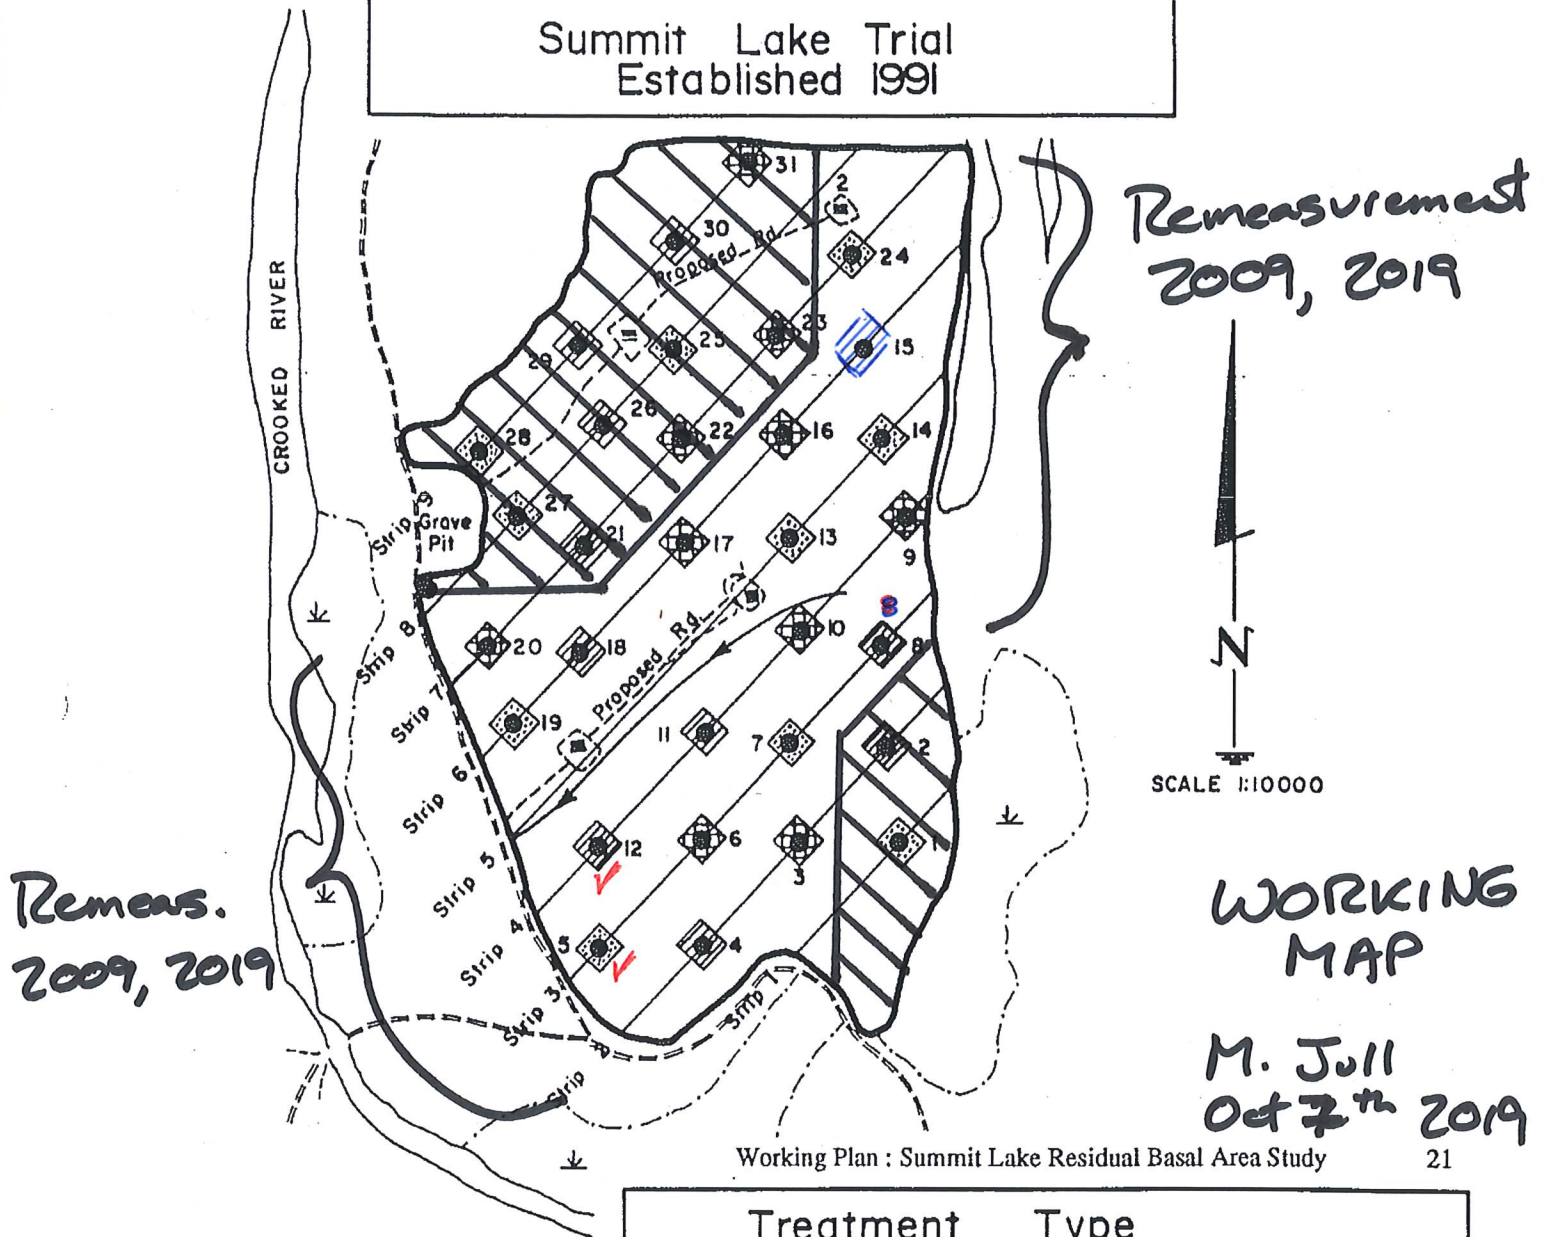 Summit Lake Trial
Established 1991
31
2
30
Proposed Rd.
24
23
25
15
29
26
22
16
14
28
CROOKED RIVER
Remeasurement
2009, 2019
Strip 9
Grave
Pit
27
21
17
13
9
8
8
10
20
18
Strip 8
Proposed Rd.
N
Strip 7
19
11
7
2
SCALE 1:10000
Strip 6
12
6
3
1
Strip 5
Remeas.
2009, 2019
WORKING
MAP
5
4
Strip 4
Strip 3
Strip 1
Strip
M. Jull
Oct 7th 2019
Working Plan : Summit Lake Residual Basal Area Study 21
Treatment Type